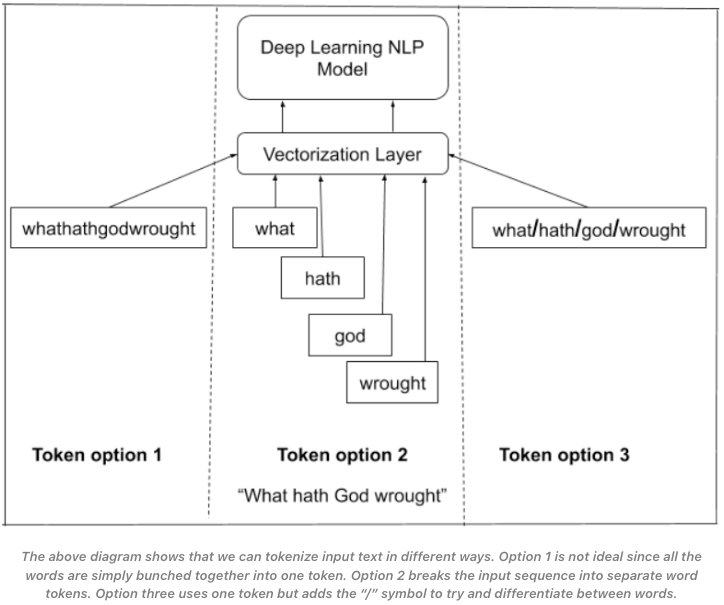 Deep Learning NLP
Model
Vectorization Layer
whathathgodwrought
what
what/hath/god/wrought
hath
god
wrought
Token option 1
Token option 2
Token option 3
“What hath God wrought”
The above diagram shows that we can tokenize input text in different ways. Option 1 is not ideal since all the
words are simply bunched together into one token. Option 2 breaks the input sequence into separate word
tokens. Option three uses one token but adds the “/” symbol to try and differentiate between words.